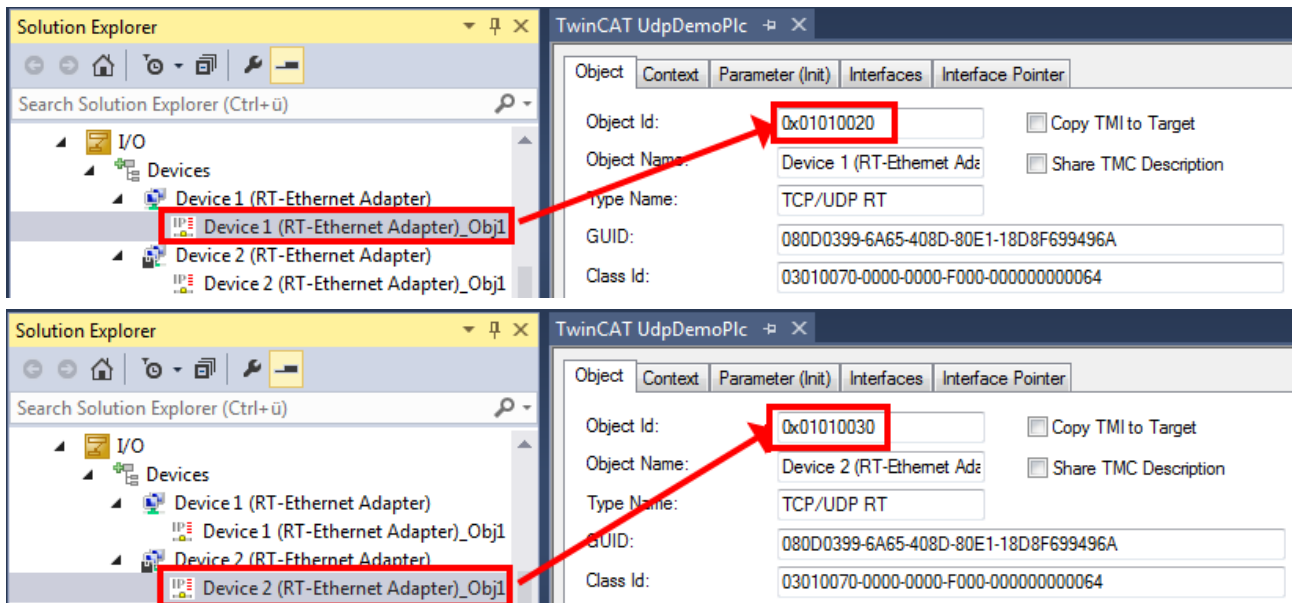 Solution Explorer
TwinCAT UdpDemoPlc
Object Context Parameter (Init) Interfaces Interface Pointer
Search Solution Explorer (Ctrl+ü)
Object Id: 0x01010020 Copy TMI to Target
I/O
Object Name: Device 1 (RT-Ethernet Ada Share TMC Description
Devices
Device 1 (RT-Ethernet Adapter)
Type Name: TCP/UDP RT
IP Device 1 (RT-Ethernet Adapter)_Obj1
GUID: 080D0399-6A65-408D-80E1-18D8F699496A
Device 2 (RT-Ethernet Adapter)
IP Device 2 (RT-Ethernet Adapter)_Obj1
Class Id: 03010070-0000-0000-F000-000000000064
Solution Explorer
TwinCAT UdpDemoPlc
Object Context Parameter (Init) Interfaces Interface Pointer
Search Solution Explorer (Ctrl+ü)
Object Id: 0x01010030 Copy TMI to Target
I/O
Object Name: Device 2 (RT-Ethernet Ada Share TMC Description
Devices
Device 1 (RT-Ethernet Adapter)
Type Name: TCP/UDP RT
IP Device 1 (RT-Ethernet Adapter)_Obj1
GUID: 080D0399-6A65-408D-80E1-18D8F699496A
Device 2 (RT-Ethernet Adapter)
IP Device 2 (RT-Ethernet Adapter)_Obj1
Class Id: 03010070-0000-0000-F000-000000000064